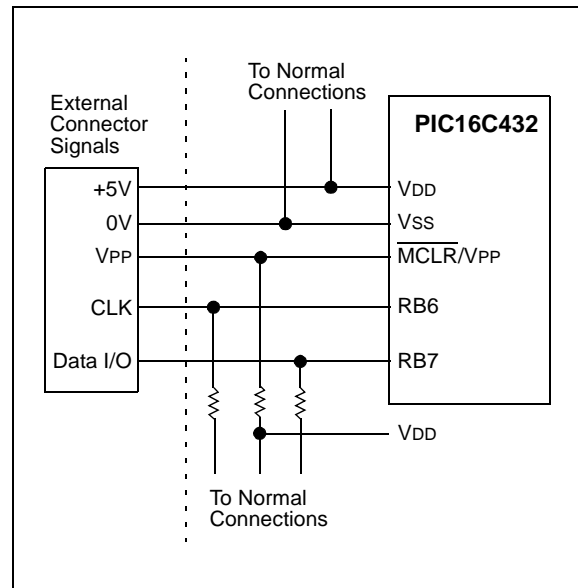 To Normal
Connections
External
Connector
Signals
PIC16C432
+5V
VDD
0V
VSS
VPP
MCLR/VPP
CLK
RB6
Data I/O
RB7
VDD
To Normal
Connections